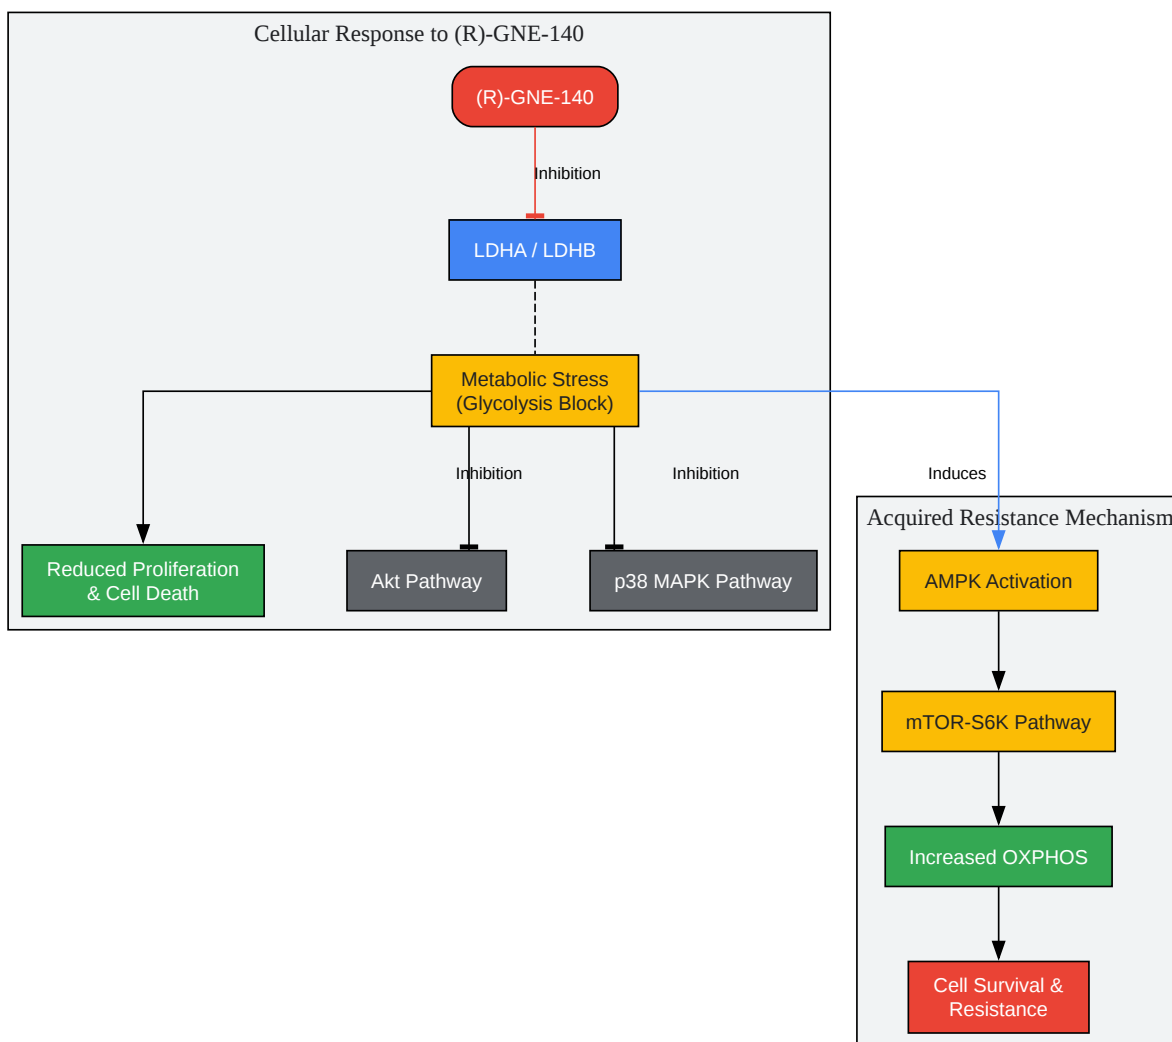 Cellular Response to (R)-GNE-140
(R)-GNE-140
Inhibition
LDHA / LDHB
Metabolic Stress
(Glycolysis Block)
Inhibition
Inhibition
Induces
Acquired Resistance Mechanism
Reduced Proliferation
& Cell Death
Akt Pathway
p38 MAPK Pathway
AMPK Activation
mTOR-S6K Pathway
Increased OXPHOS
Cell Survival &
Resistance